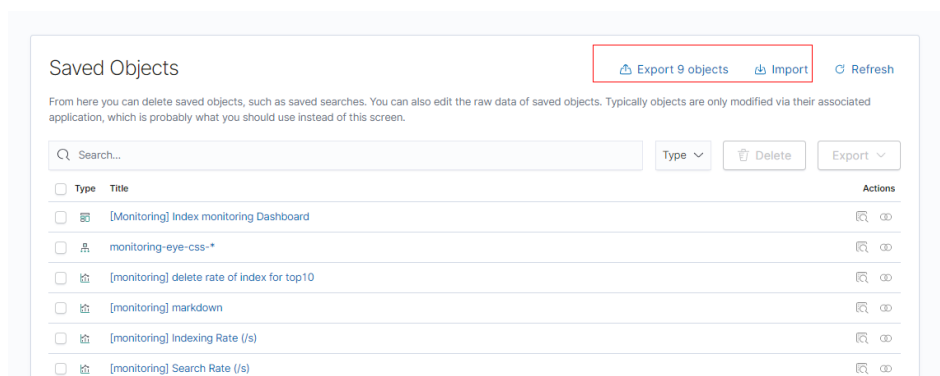 Saved Objects
Export 9 objects Import Refresh
From here you can delete saved objects, such as saved searches. You can also edit the raw data of saved objects. Typically objects are only modified via their associated
application, which is probably what you should use instead of this screen.
Search... Type Delete Export
Type Title Actions
[Monitoring] Index monitoring Dashboard
monitoring-eye-css-*
[monitoring] delete rate of index for top10
[monitoring] markdown
[monitoring] Indexing Rate (/s)
[monitoring] Search Rate (/s)